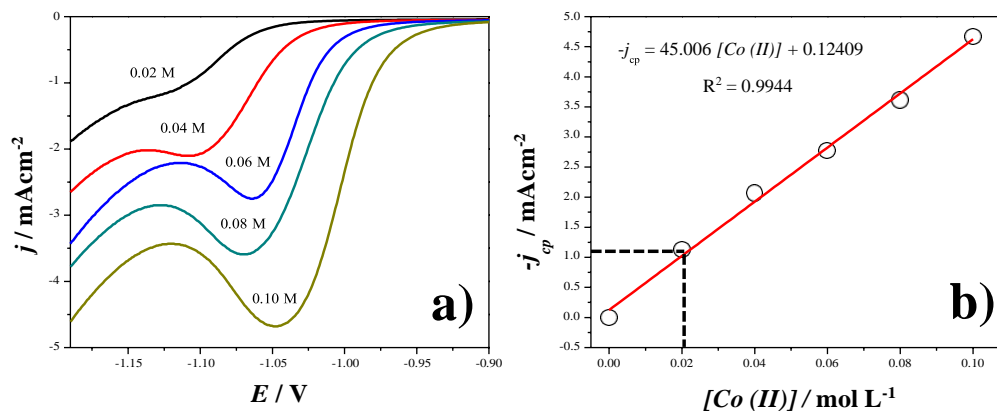 0
-1
-2
-3
-4
-5
j / mAcm-2
0.02 M
0.04 M
0.06 M
0.08 M
0.10 M
a)
-1.15
-1.10
-1.05
-1.00
-0.95
-0.90
E / V
5.0
4.5
4.0
3.5
3.0
2.5
2.0
1.5
1.0
0.5
0.0
-0.5
-jcp / mAcm-2
-jcp = 45.006 [Co (II)] + 0.12409
R2 = 0.9944
b)
0.00
0.02
0.04
0.06
0.08
0.10
[Co (II)] / mol L-1